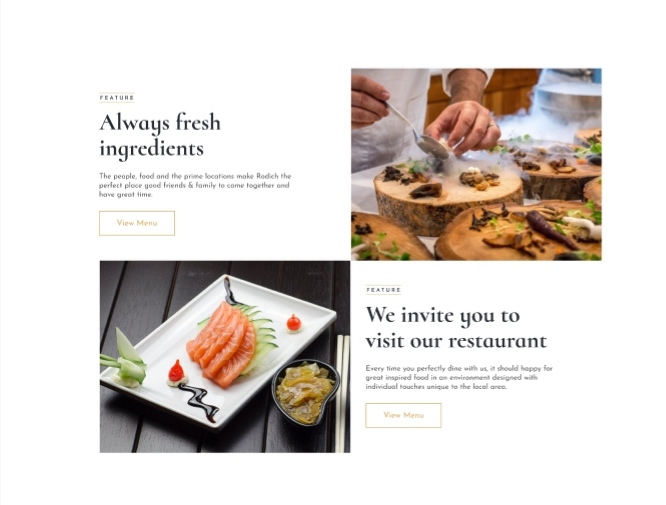 FEATURE
Always fresh
ingredients
The people, food and the prime locations make Rodich the
perfect place good friends & family to come together and
have great time.
View Menu
FEATURE
We invite you to
visit our restaurant
Every time you perfectly dine with us, it should happy for
great inspired food in an environment designed with
individual touches unique to the local area.
View Menu